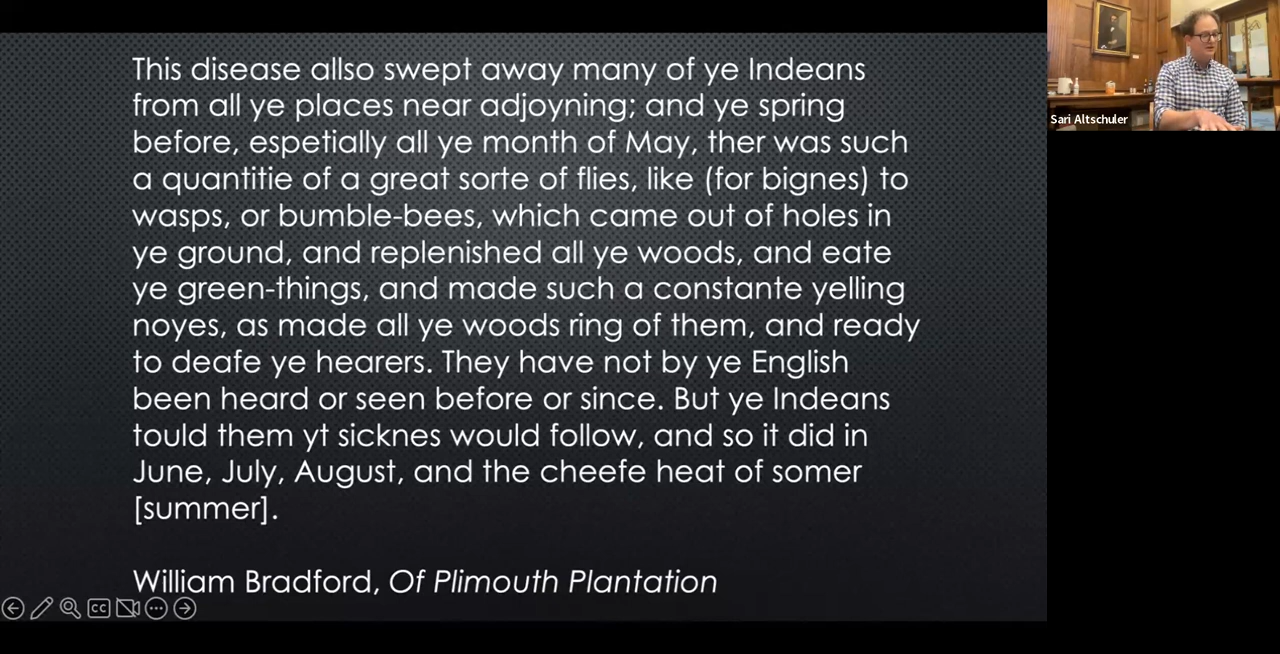 This disease allso swept away many of ye Indeans
from all ye places near adjoyning; and ye spring
before, espetially all ye month of May, ther was such
a quantitie of a great sorte of flies, like (for bignes) to
wasps, or bumble-bees, which came out of holes in
ye ground, and replenished all ye woods, and eate
ye green-things, and made such a constante yelling
noyes, as made all ye woods ring of them, and ready
to deafe ye hearers. They have not by ye English
been heard or seen before or since. But ye Indeans
tould them yt sicknes would follow, and so it did in
June, July, August, and the cheefe heat of somer
[summer].
William Bradford, Of Plimouth Plantation
CC
Sari Altschuler